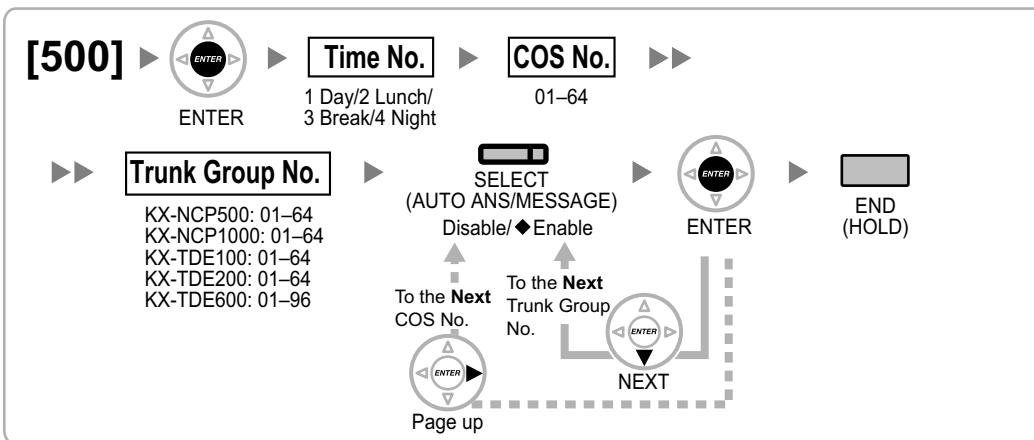 [500]
ENTER
ENTER
Time No.
1 Day/2 Lunch/
3 Break/4 Night
COS No.
01–64
Trunk Group No.
KX-NCP500: 01–64
KX-NCP1000: 01–64
KX-TDE100: 01–64
KX-TDE200: 01–64
KX-TDE600: 01–96
SELECT
(AUTO ANS/MESSAGE)
Disable/◆Enable
ENTER
ENTER
END
(HOLD)
To the Next
COS No.
ENTER
Page up
To the Next
Trunk Group
No.
ENTER
NEXT